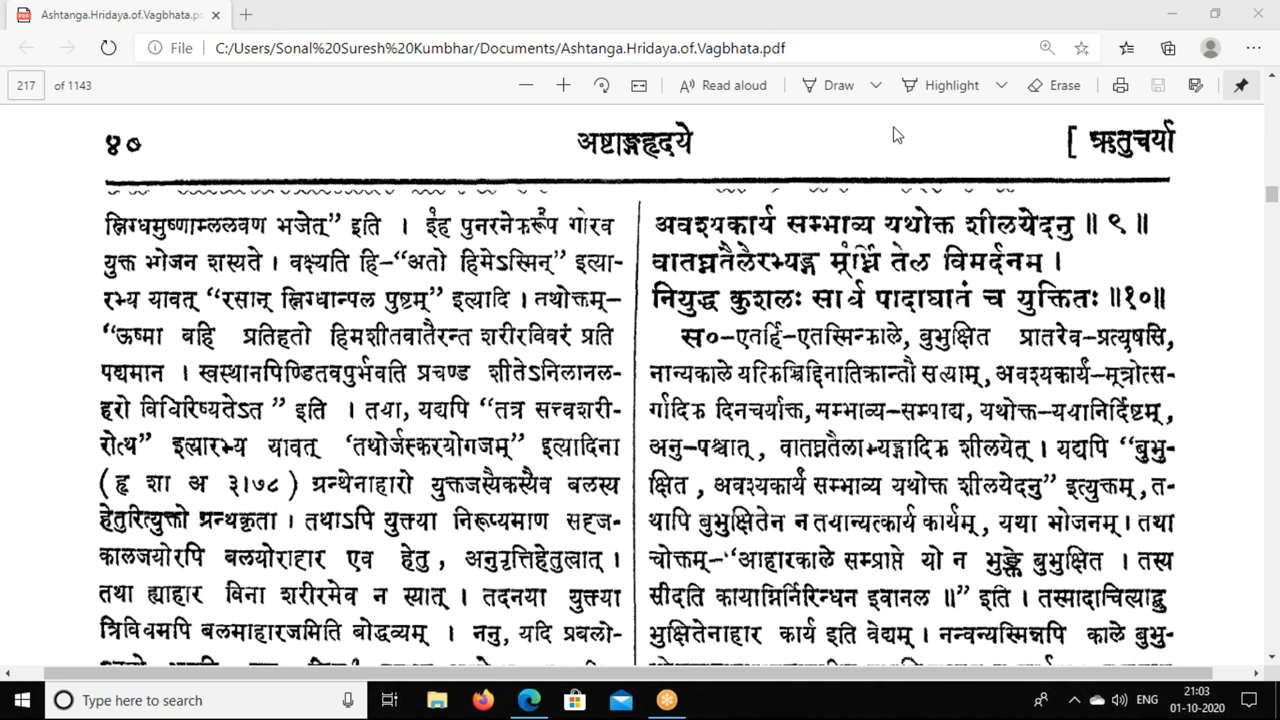 Ashtanga.Hridaya.of.Vagbhata.pd
File
C:/Users/Sonal%20Suresh%20Kumbhar/Documents/Ashtanga.Hridaya.of.Vagbhata.pdf
217 of 1143
Read aloud
Draw
Highlight
Erase
४० अष्टाङ्गहृदये [ ऋतुचर्या
स्निग्धमुष्णाम्ललवण भजेत्” इति । इह पुनरनेकरूप गोरव
युक्त भोजन शस्यते । वक्ष्यति हि–“अतो हिमेऽस्मिन्” इत्या-
रभ्य यावत् “रसान् स्निग्धान्पल पुष्टम्” इत्यादि । तथोक्तम्–
“ऊष्मा बहि प्रतिहतो हिमशीतवातैरन्त शरीरविवरं प्रति
पद्यमान । स्वस्थानपिण्डितवपुर्भवति प्रचण्ड शीतेऽनिलानल-
हरो विधिरिष्यतेऽत” इति । तथा, यद्यपि “तत्र सत्त्वशरी-
रोत्थ” इत्यारभ्य यावत् ‘तथोर्जस्करयोगजम्” इत्यादिना
(हृ शा अ ३।७८) ग्रन्थेनाहारो युक्तजस्यैकस्यैव बलस्य
हेतुरित्युक्तो ग्रन्थकृता । तथाऽपि युक्त्या निरूप्यमाण सहज-
कालजयोरपि बलयोराहार एव हेतु, अनुवृत्तिहेतुत्वात् ।
तथा ह्याहार विना शरीरमेव न स्यात् । तदनया युक्त्या
त्रिविधमपि बलमाहारजमिति बोद्धव्यम् । ननु, यदि प्रबलो-
अवश्यकार्य सम्भाव्य यथोक्त शीलयेदनु ॥ ९ ॥
वातघ्नतैलैरभ्यङ्ग मूर्ध्नि तेल विमर्दनम् ।
नियुद्ध कुशलः सार्ध पादाघातं च युक्तितः ॥१०॥
स०–एतर्हि–एतस्मिन्काले, बुभुक्षित प्रातरेव–प्रत्यूषसि,
नान्यकाले यत्किञ्चिद्दिनातिक्रान्तौ सत्याम्, अवश्यकार्यं–मूत्रोत्स-
र्गादिक दिनचर्योक्त, सम्भाव्य–सम्पाद्य, यथोक्त–यथानिर्दिष्टम्,
अनु–पश्चात्, वातघ्नतैलाभ्यङ्गादिक शीलयेत् । यद्यपि “बुभु-
क्षित, अवश्यकार्यं सम्भाव्य यथोक्त शीलयेदनु” इत्युक्तम्, त-
थापि बुभुक्षितेन न तथान्यत्कार्य कार्यम्, यथा भोजनम् । तथा
चोक्तम्–“आहारकाले सम्प्राप्ते यो न भुङ्क्ते बुभुक्षित । तस्य
सीदति कायाग्निर्निरिन्धन इवानल ॥” इति । तस्मादौचित्याद्बु
भुक्षितेनाहार कार्य इति वेद्यम् । नन्वन्यस्मिन्नपि काले बुभु-
Type here to search
ENG
21:03
01-10-2020